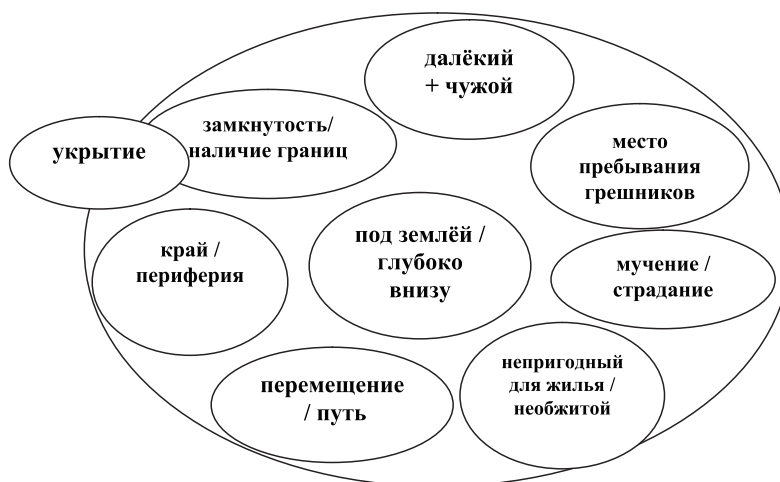 далёкий
+ чужой
замкнутость/
наличие границ
укрытие
место
пребывания
грешников
край /
периферия
под землёй /
глубоко
внизу
мучение /
страдание
перемещение
/ путь
непригодный
для жилья /
необжитой